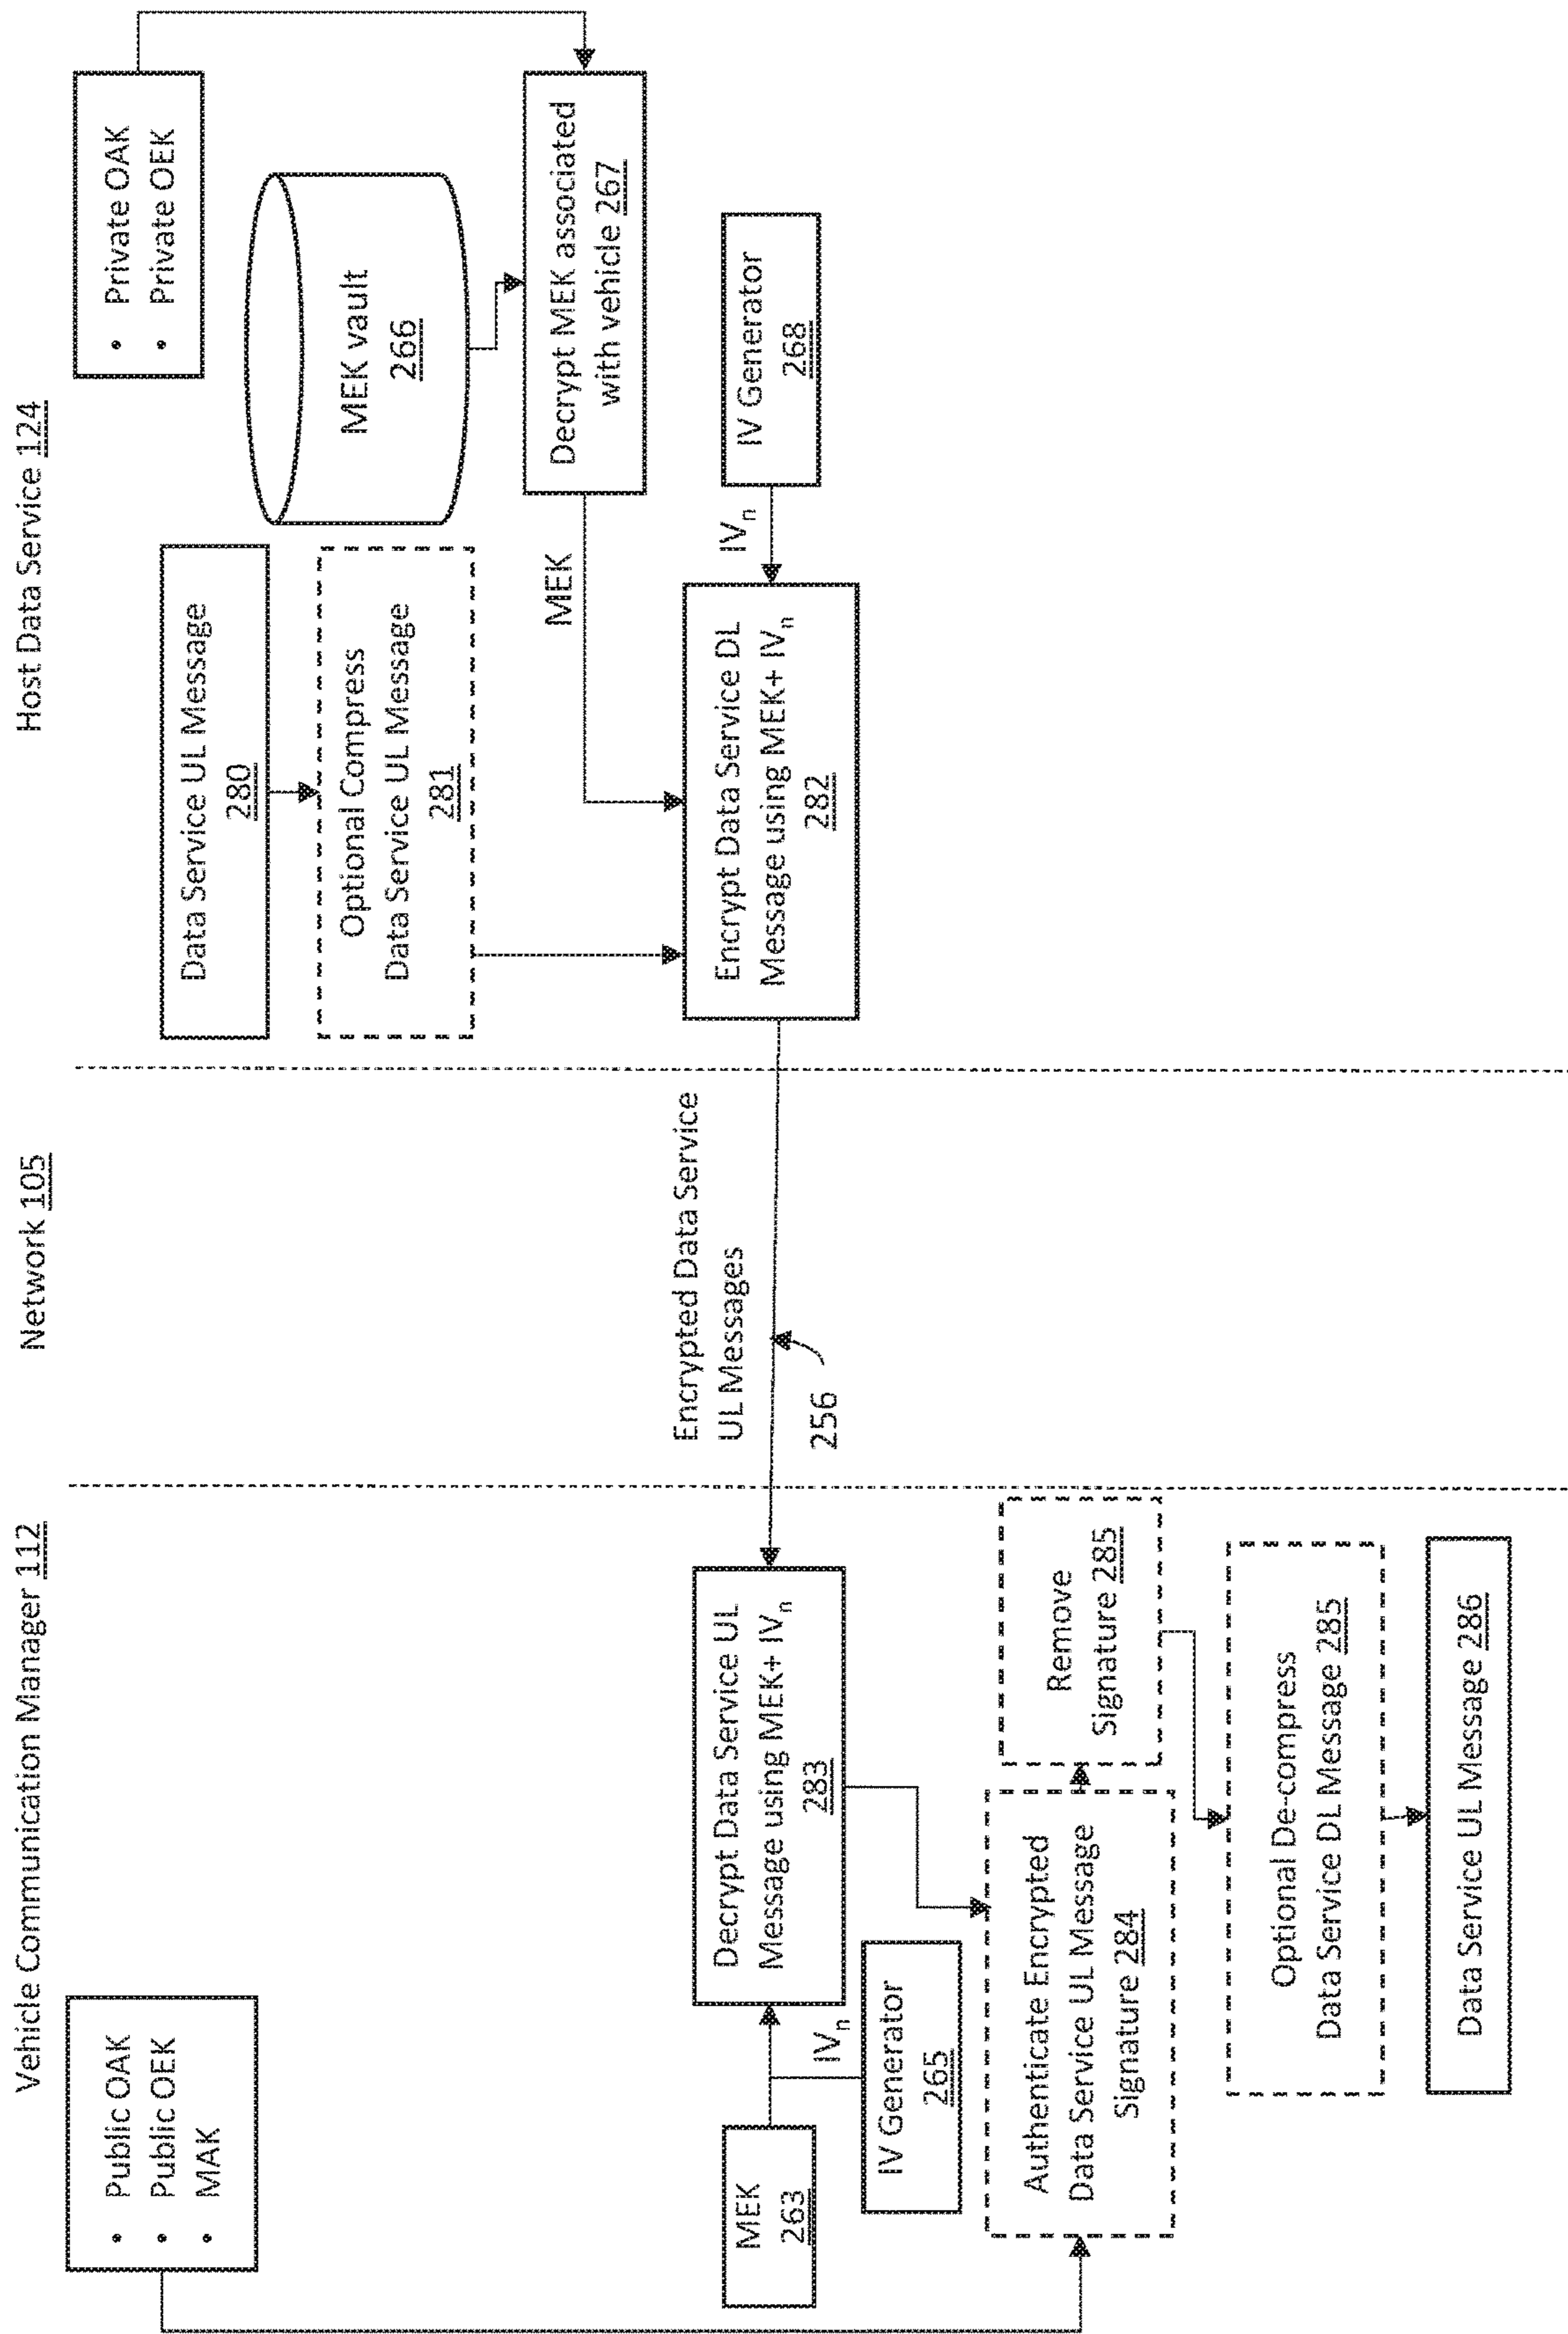 Vehicle Communication Manager 112
Network 105
Host Data Service 124
• Public OAK
• Public OEK
• MAK
MEK
263
IV Generator
265
IVn
Decrypt Data Service UL
Message using MEK+ IVn
283
Authenticate Encrypted
Data Service UL Message
Signature 284
Remove
Signature 285
Optional De-compress
Data Service DL Message 285
Data Service UL Message 286
Encrypted Data Service
UL Messages
256
Data Service UL Message
280
Optional Compress
Data Service UL Message
281
MEK
Encrypt Data Service DL
Message using MEK+ IVn
282
• Private OAK
• Private OEK
MEK vault
266
Decrypt MEK associated
with vehicle 267
IVn
IV Generator
268